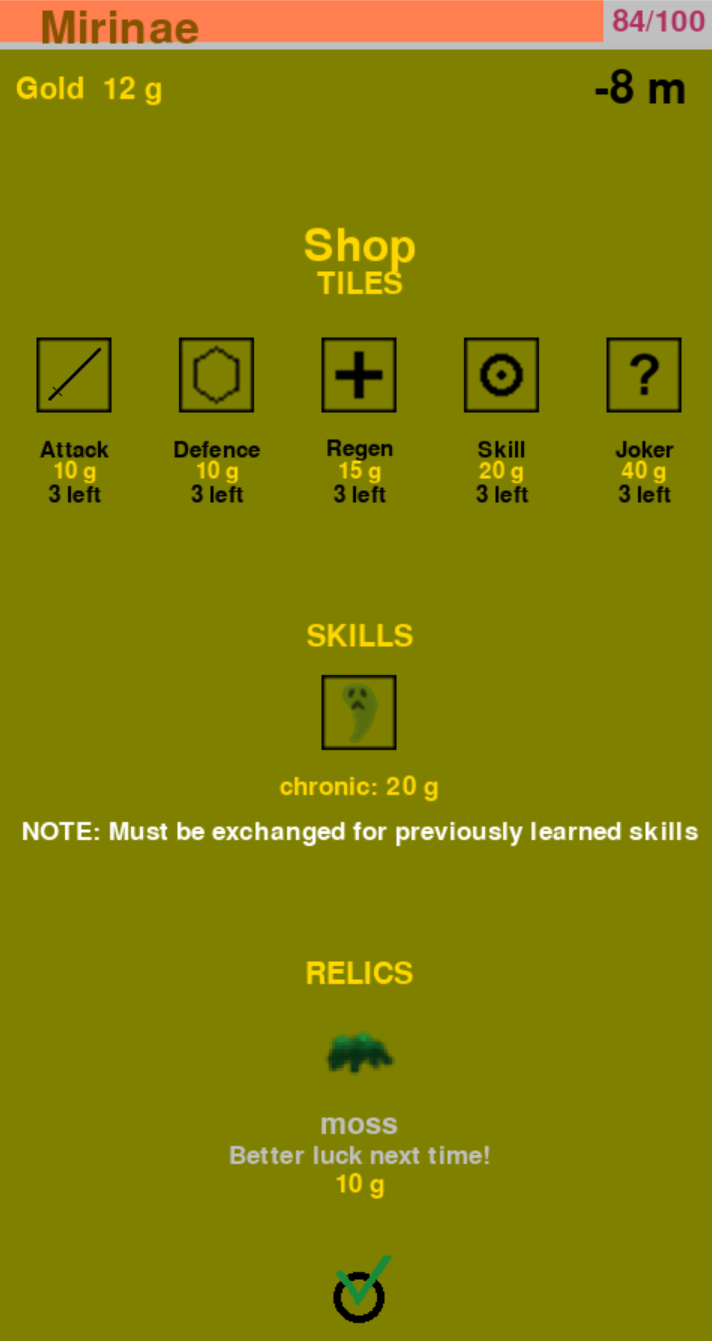 Mirinae 84/100
Gold 12 g -8 m
Shop
TILES
?
Attack Defence Regen Skill Joker
10 g 10 g 15 g 20 g 40 g
3 left 3 left 3 left 3 left 3 left
SKILLS
chronic: 20 g
NOTE: Must be exchanged for previously learned skills
RELICS
moss
Better luck next time!
10 g